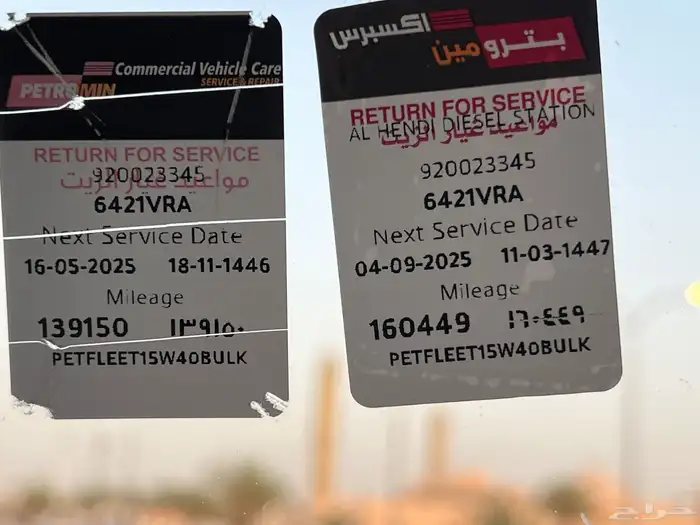 PETROMIN Commercial Vehicle Care
SERVICE & REPAIR
RETURN FOR SERVICE
920023345
مواعيد غيار الزيت
6421VRA
Next Service Date
16-05-2025 18-11-1446
Mileage
139150 ١٣٩١٥٠
PETFLEET15W40BULK
بترومين اكسبرس
RETURN FOR SERVICE
AL HENDI DIESEL STATION
مواعيد غيار الزيت
920023345
6421VRA
Next Service Date
04-09-2025 11-03-1447
Mileage
160449 ١٦٠٤٤٩
PETFLEET15W40BULK
حراج